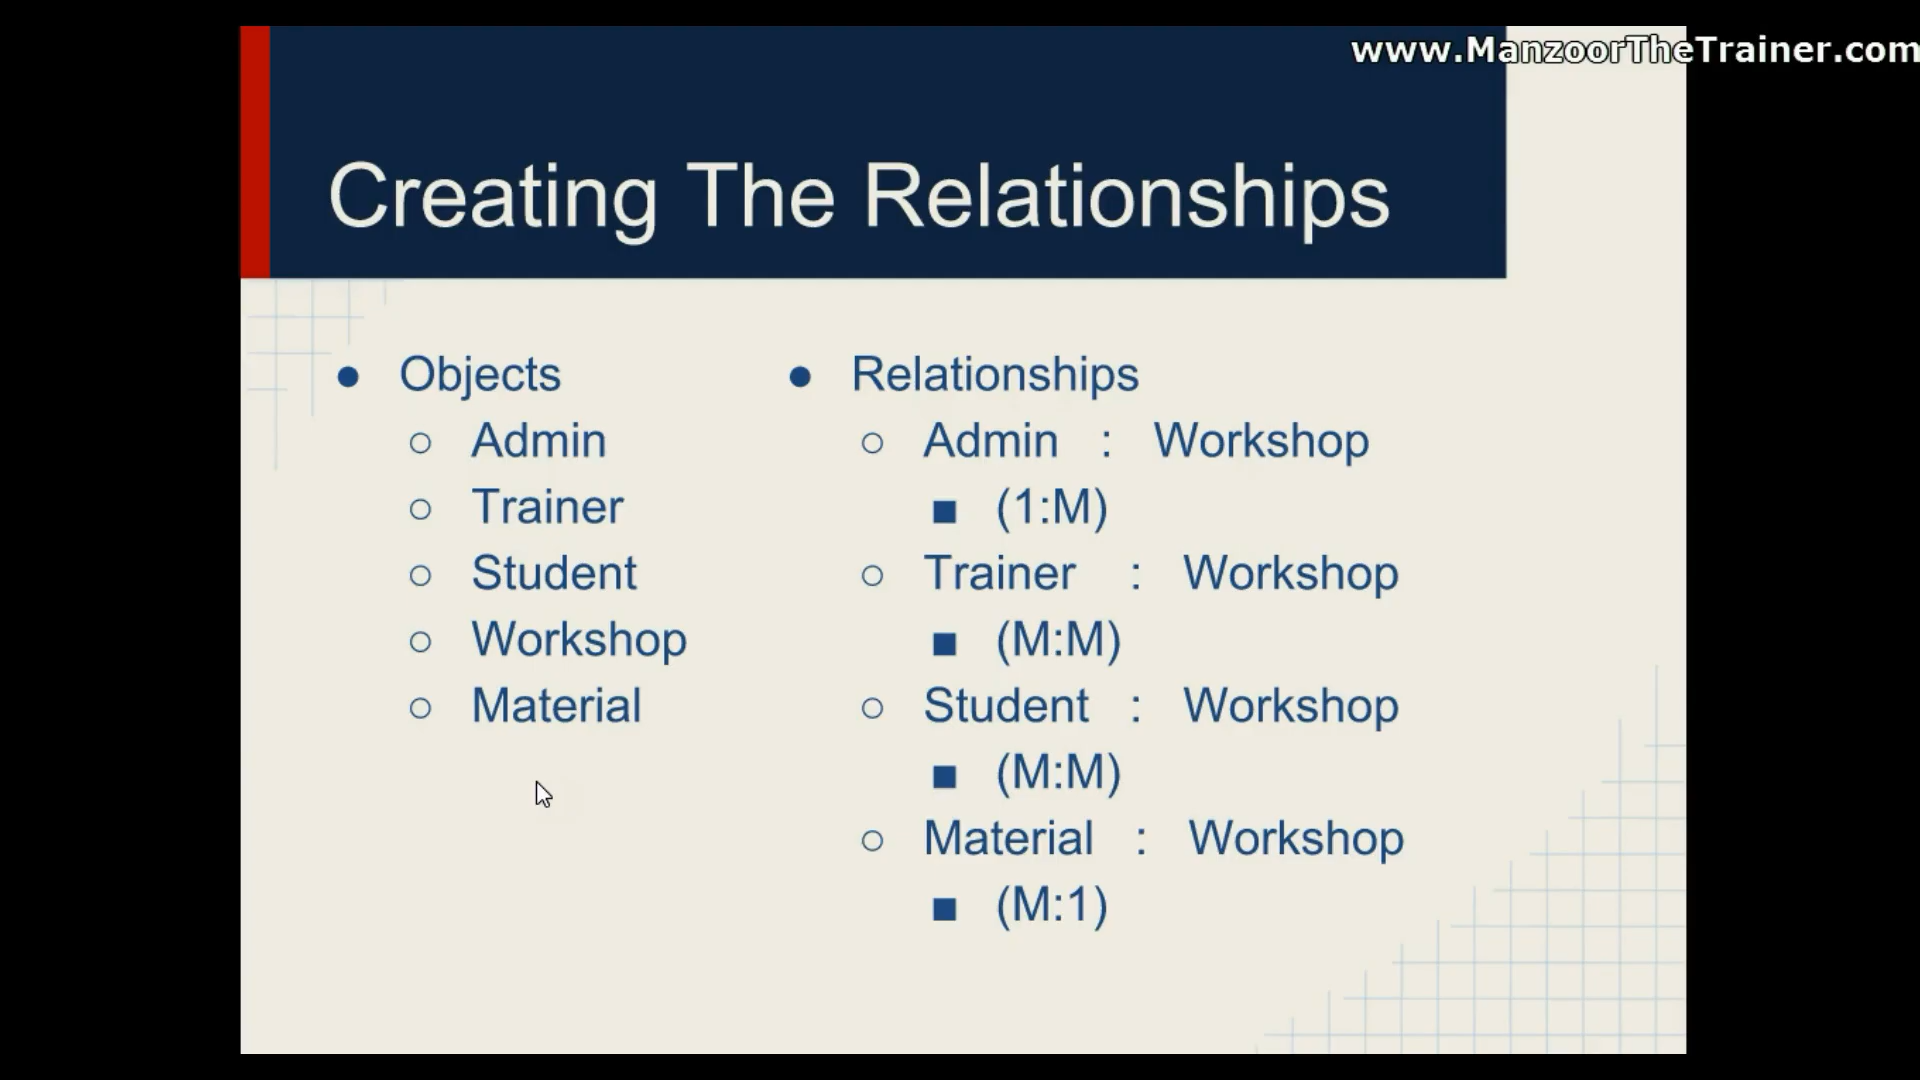 www.ManzoorTheTrainer.com
Creating The Relationships
● Objects
○ Admin
○ Trainer
○ Student
○ Workshop
○ Material
● Relationships
○ Admin : Workshop
■ (1:M)
○ Trainer : Workshop
■ (M:M)
○ Student : Workshop
■ (M:M)
○ Material : Workshop
■ (M:1)